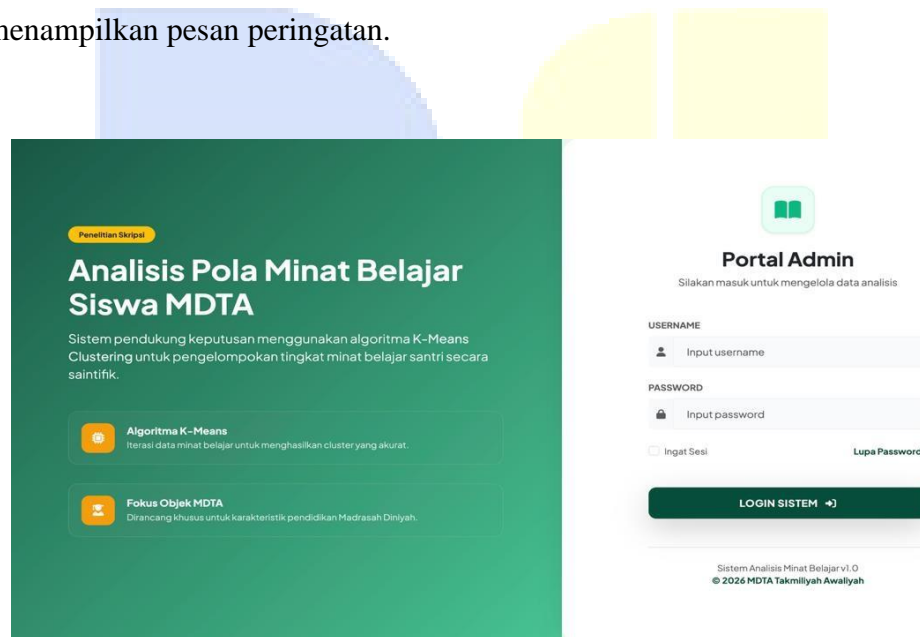 menampilkan pesan peringatan.
Penelitian Skripsi
Analisis Pola Minat Belajar
Siswa MDTA
Sistem pendukung keputusan menggunakan algoritma K-Means
Clustering untuk pengelompokan tingkat minat belajar santri secara
saintifik.
Algoritma K-Means
Iterasi data minat belajar untuk menghasilkan cluster yang akurat.
Fokus Objek MDTA
Dirancang khusus untuk karakteristik pendidikan Madrasah Diniyah.
Portal Admin
Silakan masuk untuk mengelola data analisis
USERNAME
Input username
PASSWORD
Input password
Ingat Sesi
Lupa Password
LOGIN SISTEM
Sistem Analisis Minat Belajar v1.0
© 2026 MDTA Takmiliyah Awaliyah